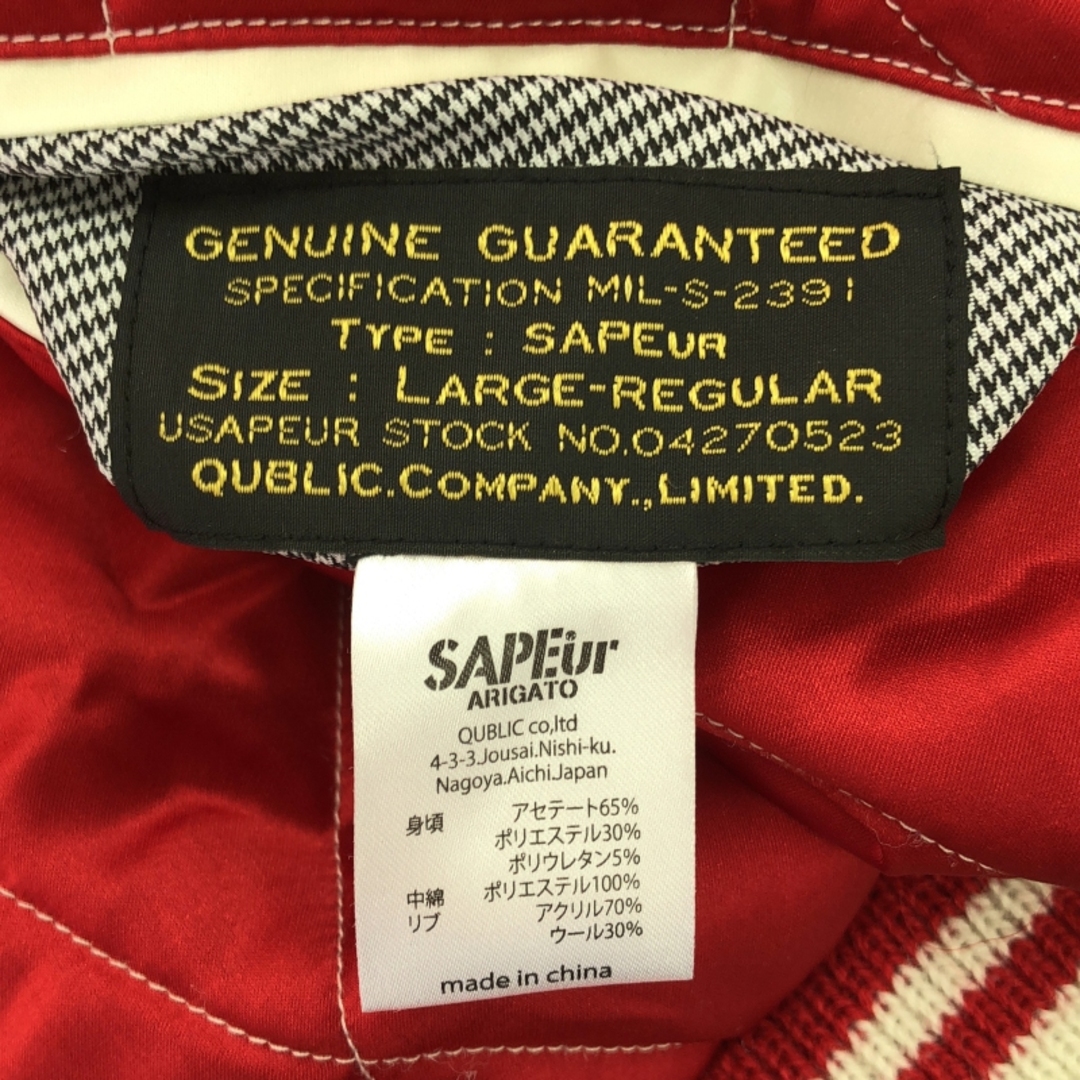 GENUINE GUARANTEED
SPECIFICATION MIL-S-2391
TYPE : SAPEUR
SIZE : LARGE-REGULAR
USAPEUR STOCK NO.04270523
QUBLIC.COMPANY.,LIMITED.
SAPEur
ARIGATO
QUBLIC co,ltd
4-3-3.Jousai.Nishi-ku.
Nagoya.Aichi.Japan
身頃 アセテート65%
ポリエステル30%
ポリウレタン5%
中綿 ポリエステル100%
リブ アクリル70%
ウール30%
made in china